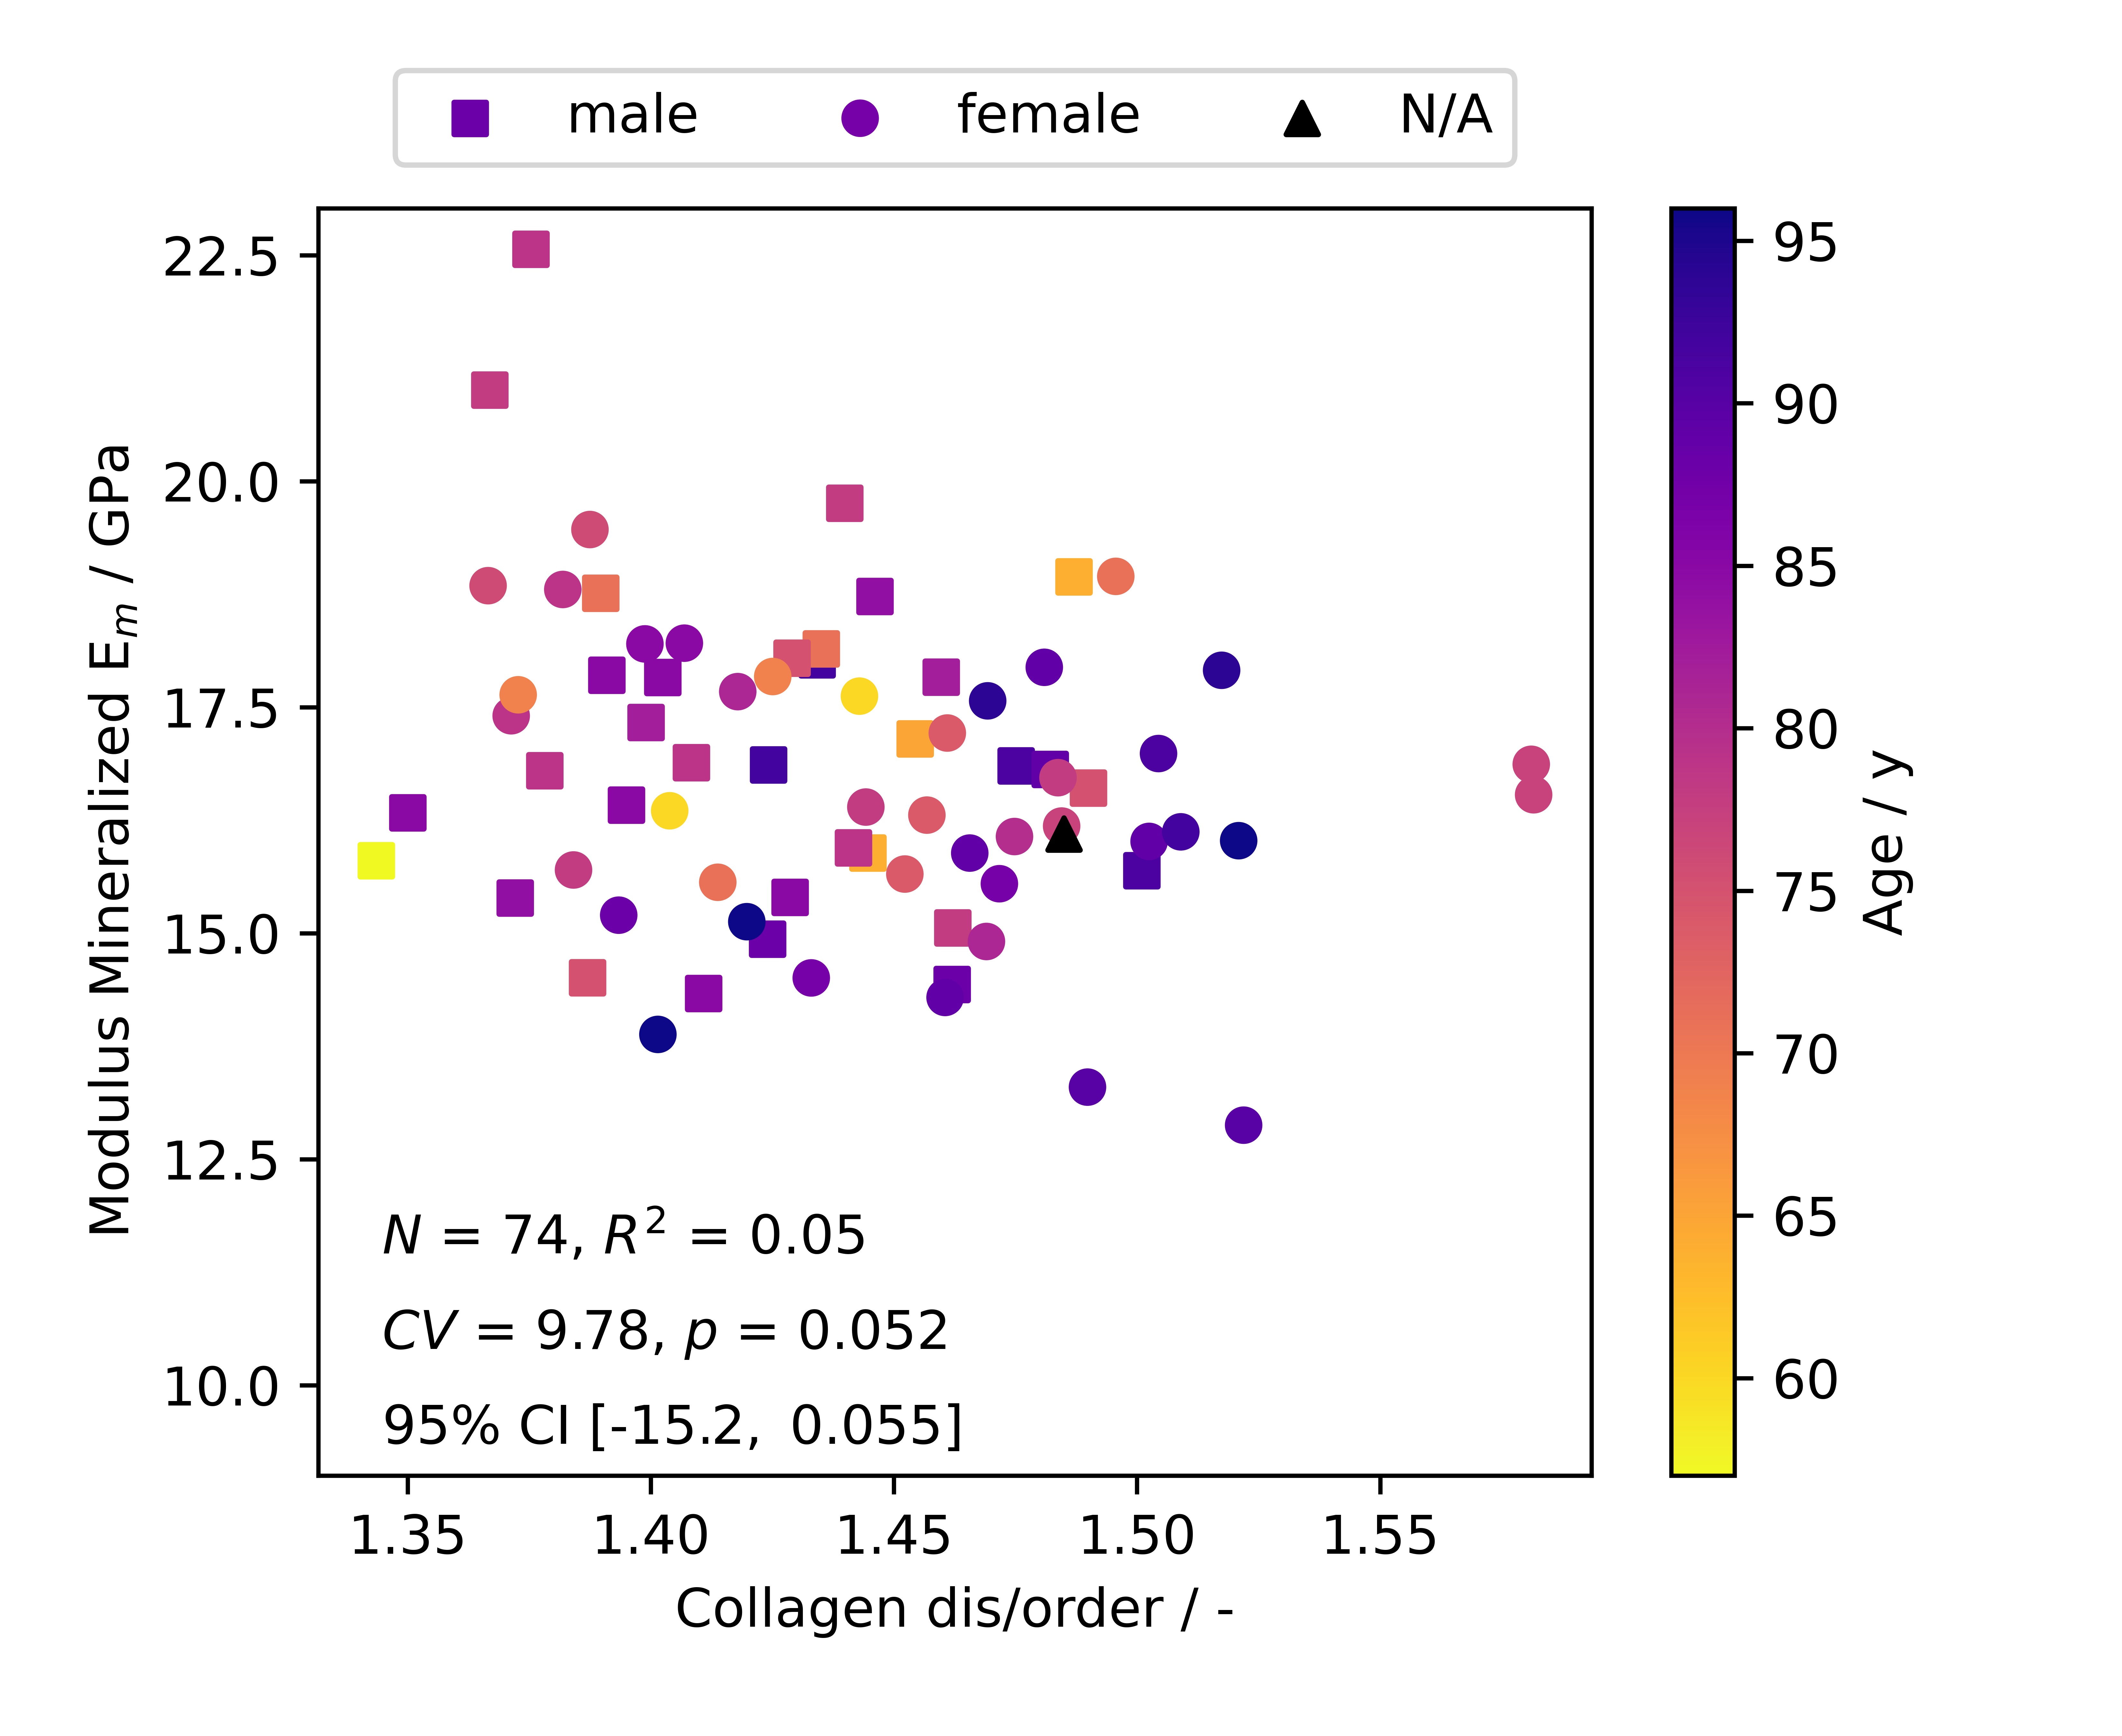 male female N/A
Modulus Mineralized Em / GPa
22.5
20.0
17.5
15.0
12.5
10.0
N = 74, R² = 0.05
CV = 9.78, p = 0.052
95% CI [-15.2, 0.055]
1.35 1.40 1.45 1.50 1.55
Collagen dis/order / -
95
90
85
80
75
70
65
60
Age / y